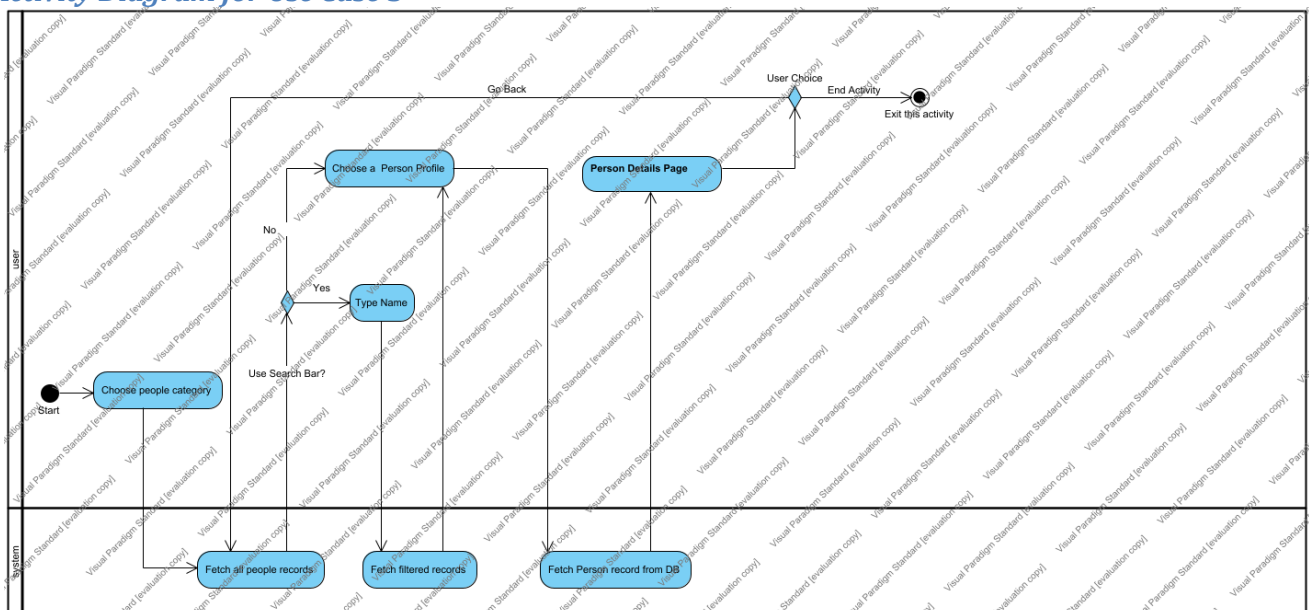 Activity Diagram for Use Case
User Choice
Go Back
End Activity
Exit this activity
Choose a Person Profile
Person Details Page
No
user
Yes
Type Name
Use Search Bar?
Choose people category
Start
system
Fetch all people records
Fetch filtered records
Fetch Person record from DB
Visual Paradigm Standard [evaluation copy]